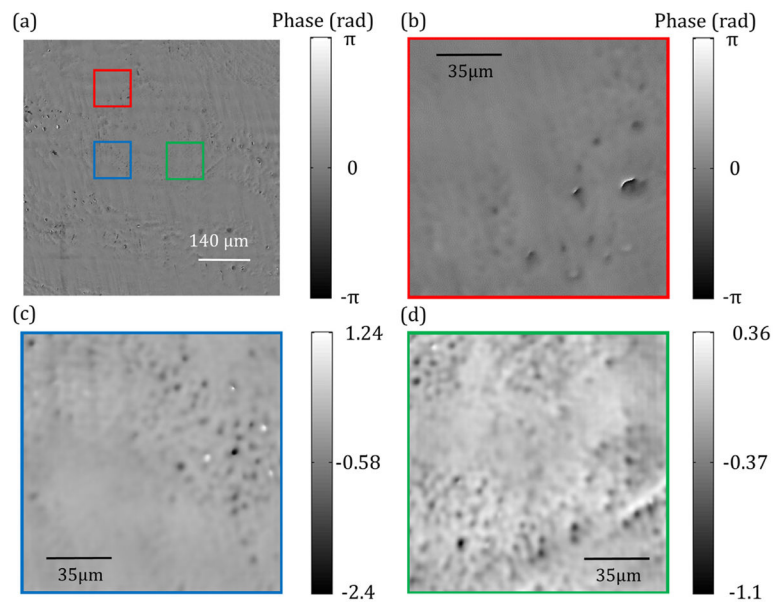 (a)
Phase (rad)
π
0
-π
140 μm
(b)
Phase (rad)
π
0
-π
35μm
(c)
1.24
-0.58
-2.4
35μm
(d)
0.36
-0.37
-1.1
35μm